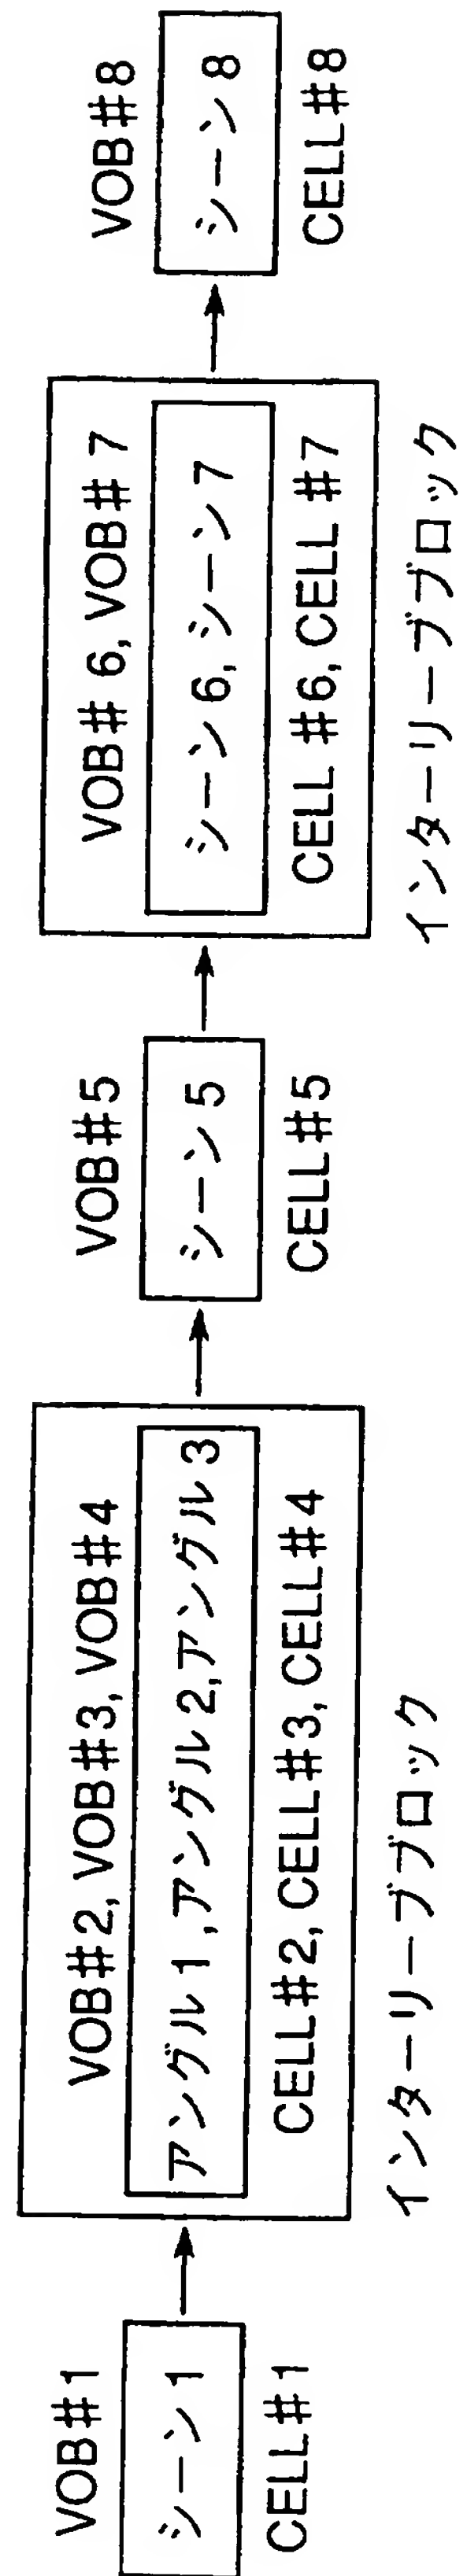 VOB#1
シーン1
CELL#1
VOB#2, VOB#3, VOB#4
アングル1,アングル2,アングル3
CELL#2, CELL#3, CELL#4
インターリーブブロック
VOB#5
シーン5
CELL#5
VOB# 6, VOB# 7
シーン6,シーン7
CELL #6, CELL #7
インターリーブブロック
VOB#8
シーン8
CELL#8